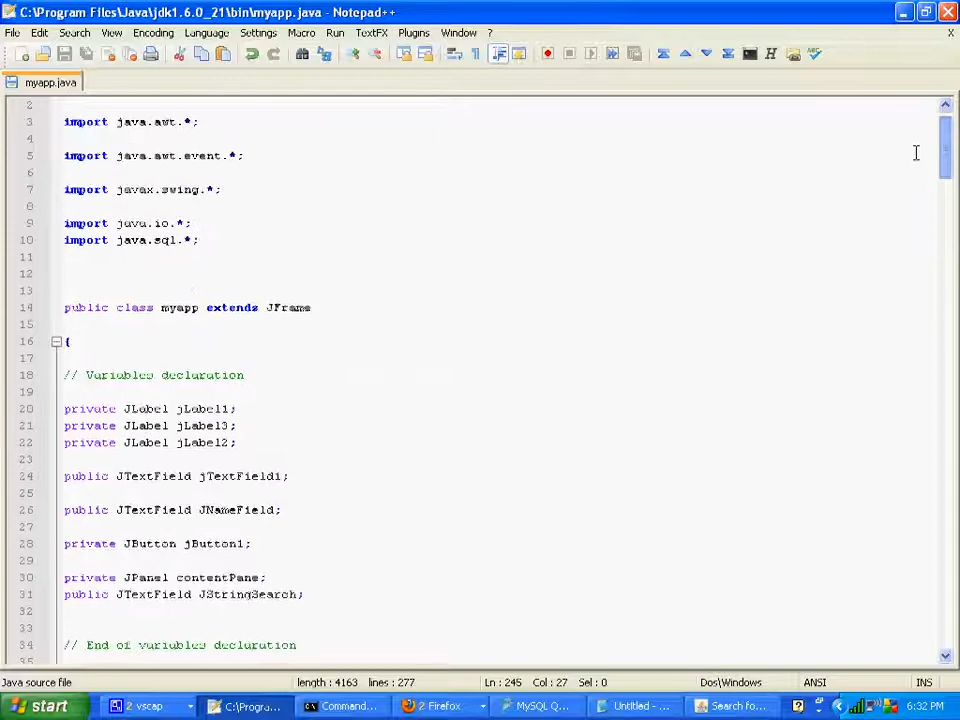 C:\Program Files\Java\jdk1.6.0_21\bin\myapp.java - Notepad++
File Edit Search View Encoding Language Settings Macro Run TextFX Plugins Window ?
X
myapp.java
2
3 import java.awt.*;
4
5 import java.awt.event.*;
6
7 import javax.swing.*;
8
9 import java.io.*;
10 import java.sql.*;
11
12
13
14 public class myapp extends JFrame
15
16 {
17
18 // Variables declaration
19
20 private JLabel jLabel1;
21 private JLabel jLabel3;
22 private JLabel jLabel2;
23
24 public JTextField jTextField1;
25
26 public JTextField JNameField;
27
28 private JButton jButton1;
29
30 private JPanel contentPane;
31 public JTextField JStringSearch;
32
33
34 // End of variables declaration
35
Java source file length : 4163 lines : 277 Ln : 245 Col : 27 Sel : 0 Dos\Windows ANSI INS
start 2 vscap C:\Progra... Command... 2 Firefox MySQL Q... Untitled - ... Search fo... 6:32 PM